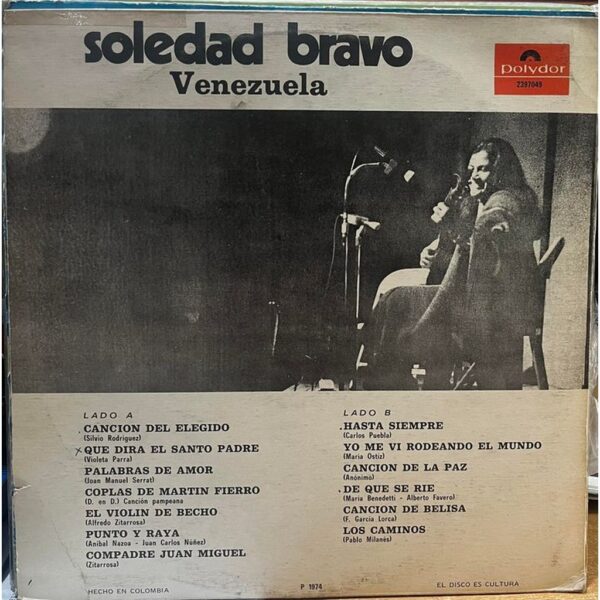 soledad bravo
Venezuela
polydor
2397049
LADO A
CANCION DEL ELEGIDO
(Silvio Rodriguez)
QUE DIRA EL SANTO PADRE
(Violeta Parra)
PALABRAS DE AMOR
(Joan Manuel Serrat)
COPLAS DE MARTIN FIERRO
(D. en D.) Canción pampeana
EL VIOLIN DE BECHO
(Alfredo Zitarrosa)
PUNTO Y RAYA
(Anibal Nazoa - Juan Carlos Núñez)
COMPADRE JUAN MIGUEL
(Zitarrosa)
LADO B
HASTA SIEMPRE
(Carlos Puebla)
YO ME VI RODEANDO EL MUNDO
(Maria Ostiz)
CANCION DE LA PAZ
(Anónimo)
DE QUE SE RIE
(Maria Benedetti - Alberto Favero)
CANCION DE BELISA
(F. Garcia Lorca)
LOS CAMINOS
(Pablo Milanés)
HECHO EN COLOMBIA
P 1974
EL DISCO ES CULTURA